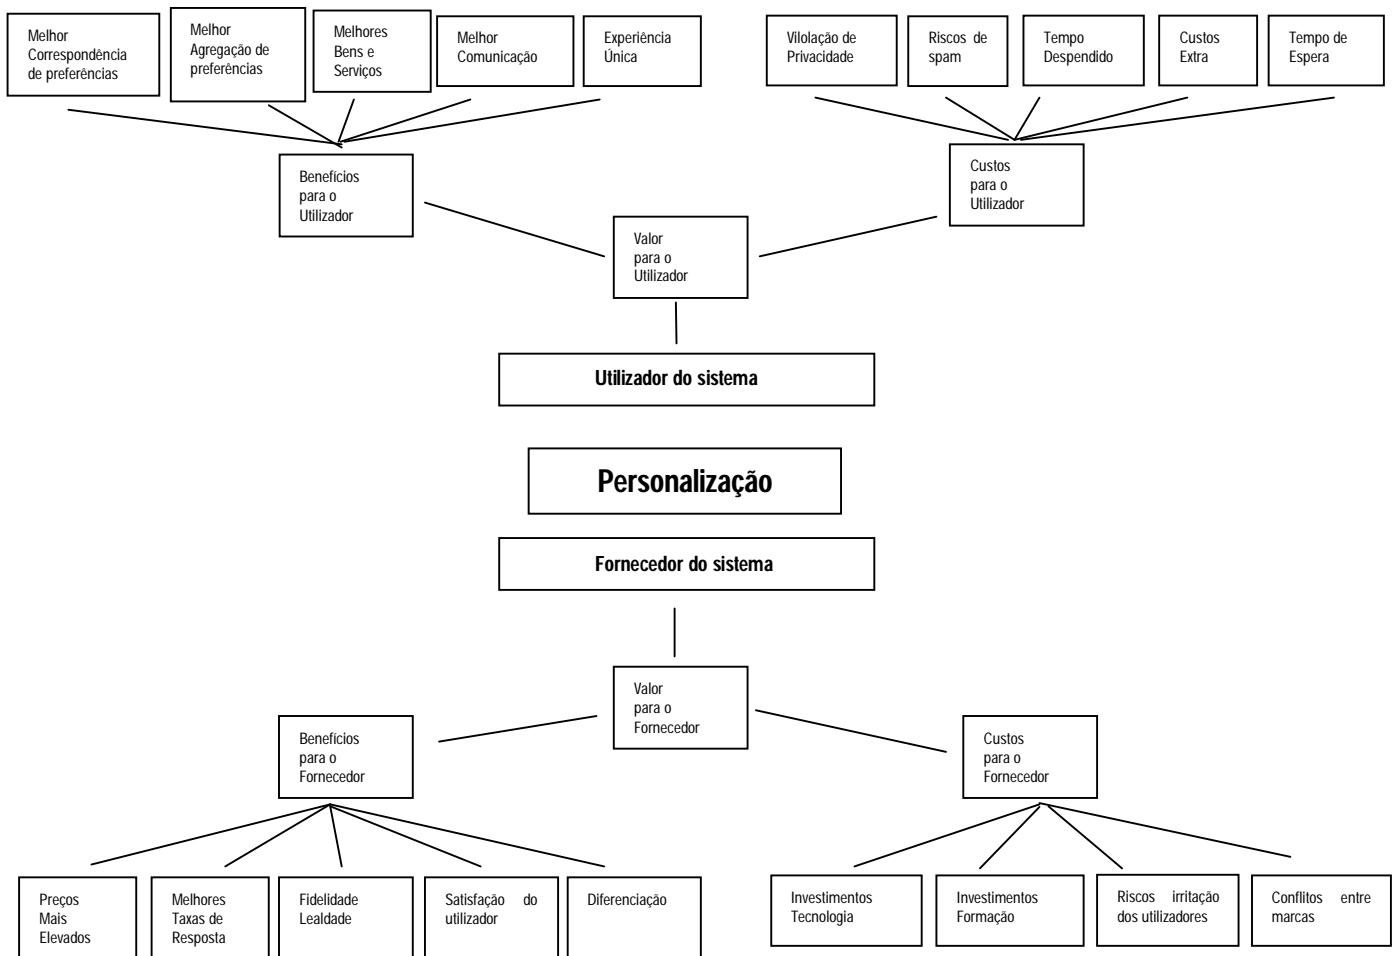 Melhor
Correspondência
de preferências
Melhor
Agregação de
preferências
Melhores
Bens e
Serviços
Melhor
Comunicação
Experiência
Única
Vilolação de
Privacidade
Riscos de
spam
Tempo
Despendido
Custos
Extra
Tempo de
Espera
Benefícios
para o
Utilizador
Custos
para o
Utilizador
Valor
para o
Utilizador
Utilizador do sistema
Personalização
Fornecedor do sistema
Valor
para o
Fornecedor
Benefícios
para o
Fornecedor
Custos
para o
Fornecedor
Preços
Mais
Elevados
Melhores
Taxas de
Resposta
Fidelidade
Lealdade
Satisfação do
utilizador
Diferenciação
Investimentos
Tecnologia
Investimentos
Formação
Riscos irritação
dos utilizadores
Conflitos entre
marcas